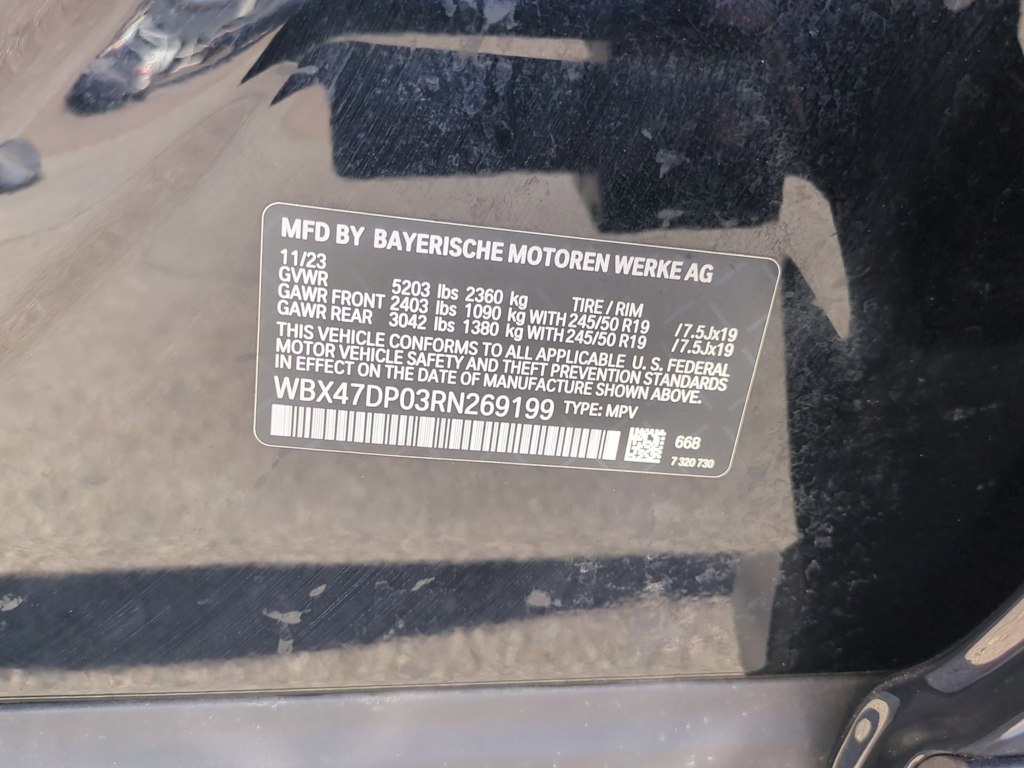 MFD BY BAYERISCHE MOTOREN WERKE AG
11/23
GVWR 5203 lbs 2360 kg TIRE / RIM
GAWR FRONT 2403 lbs 1090 kg WITH 245/50 R19 / 7.5Jx19
GAWR REAR 3042 lbs 1380 kg WITH 245/50 R19 / 7.5Jx19
THIS VEHICLE CONFORMS TO ALL APPLICABLE U. S. FEDERAL
MOTOR VEHICLE SAFETY AND THEFT PREVENTION STANDARDS
IN EFFECT ON THE DATE OF MANUFACTURE SHOWN ABOVE.
WBX47DP03RN269199 TYPE: MPV
668
7 320 730